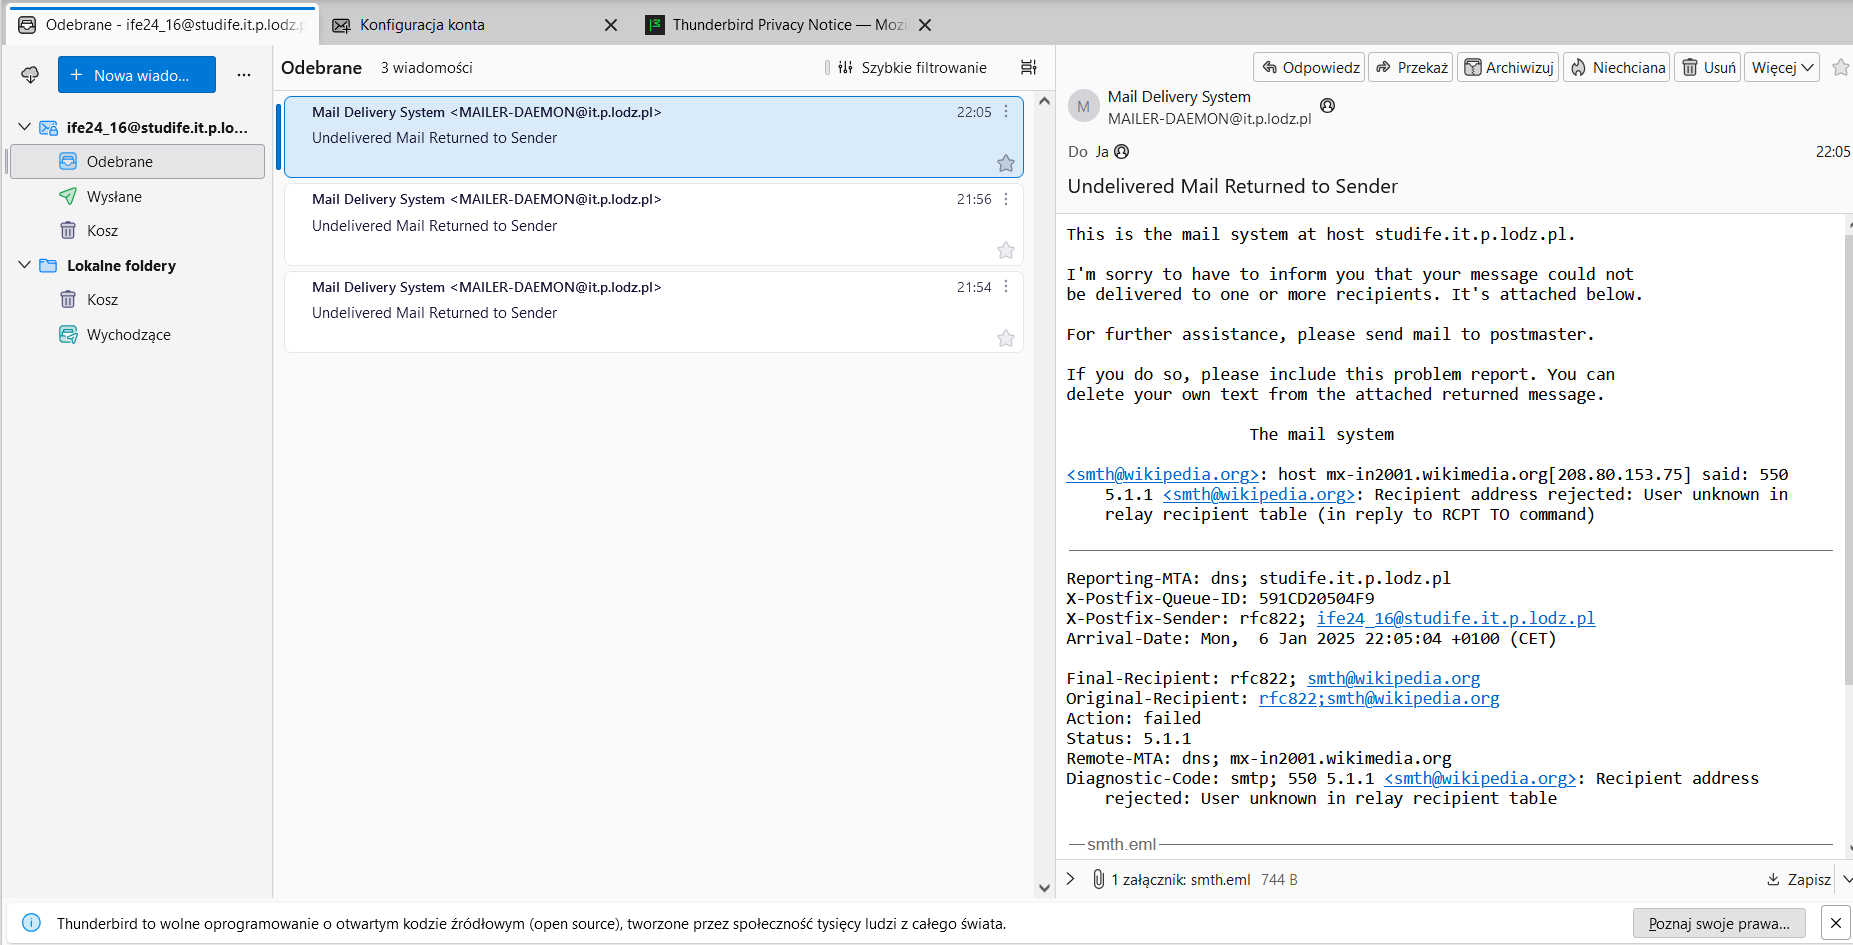 Odebrane - ife24_16@studife.it.p.lodz.p
Konfiguracja konta
Thunderbird Privacy Notice — Mozi
Nowa wiado...
ife24_16@studife.it.p.lo...
Odebrane
Wysłane
Kosz
Lokalne foldery
Kosz
Wychodzące
Odebrane 3 wiadomości
Szybkie filtrowanie
Mail Delivery System <MAILER-DAEMON@it.p.lodz.pl> 22:05
Undelivered Mail Returned to Sender
Mail Delivery System <MAILER-DAEMON@it.p.lodz.pl> 21:56
Undelivered Mail Returned to Sender
Mail Delivery System <MAILER-DAEMON@it.p.lodz.pl> 21:54
Undelivered Mail Returned to Sender
Odpowiedz Przekaż Archiwizuj Niechciana Usuń Więcej
M
Mail Delivery System
MAILER-DAEMON@it.p.lodz.pl
Do Ja 22:05
Undelivered Mail Returned to Sender
This is the mail system at host studife.it.p.lodz.pl.
I'm sorry to have to inform you that your message could not
be delivered to one or more recipients. It's attached below.
For further assistance, please send mail to postmaster.
If you do so, please include this problem report. You can
delete your own text from the attached returned message.
The mail system
<smth@wikipedia.org>: host mx-in2001.wikimedia.org[208.80.153.75] said: 550
5.1.1 <smth@wikipedia.org>: Recipient address rejected: User unknown in
relay recipient table (in reply to RCPT TO command)
Reporting-MTA: dns; studife.it.p.lodz.pl
X-Postfix-Queue-ID: 591CD20504F9
X-Postfix-Sender: rfc822; ife24_16@studife.it.p.lodz.pl
Arrival-Date: Mon,  6 Jan 2025 22:05:04 +0100 (CET)
Final-Recipient: rfc822; smth@wikipedia.org
Original-Recipient: rfc822;smth@wikipedia.org
Action: failed
Status: 5.1.1
Remote-MTA: dns; mx-in2001.wikimedia.org
Diagnostic-Code: smtp; 550 5.1.1 <smth@wikipedia.org>: Recipient address
rejected: User unknown in relay recipient table
smth.eml
1 załącznik: smth.eml 744 B
Zapisz
Thunderbird to wolne oprogramowanie o otwartym kodzie źródłowym (open source), tworzone przez społeczność tysięcy ludzi z całego świata.
Poznaj swoje prawa...